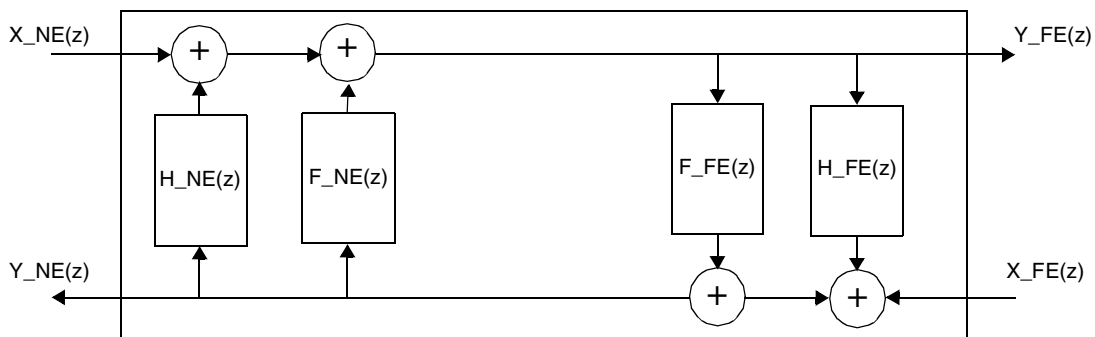 X_NE(z)
Y_FE(z)
+
+
H_NE(z)
F_NE(z)
F_FE(z)
H_FE(z)
Y_NE(z)
X_FE(z)
+
+